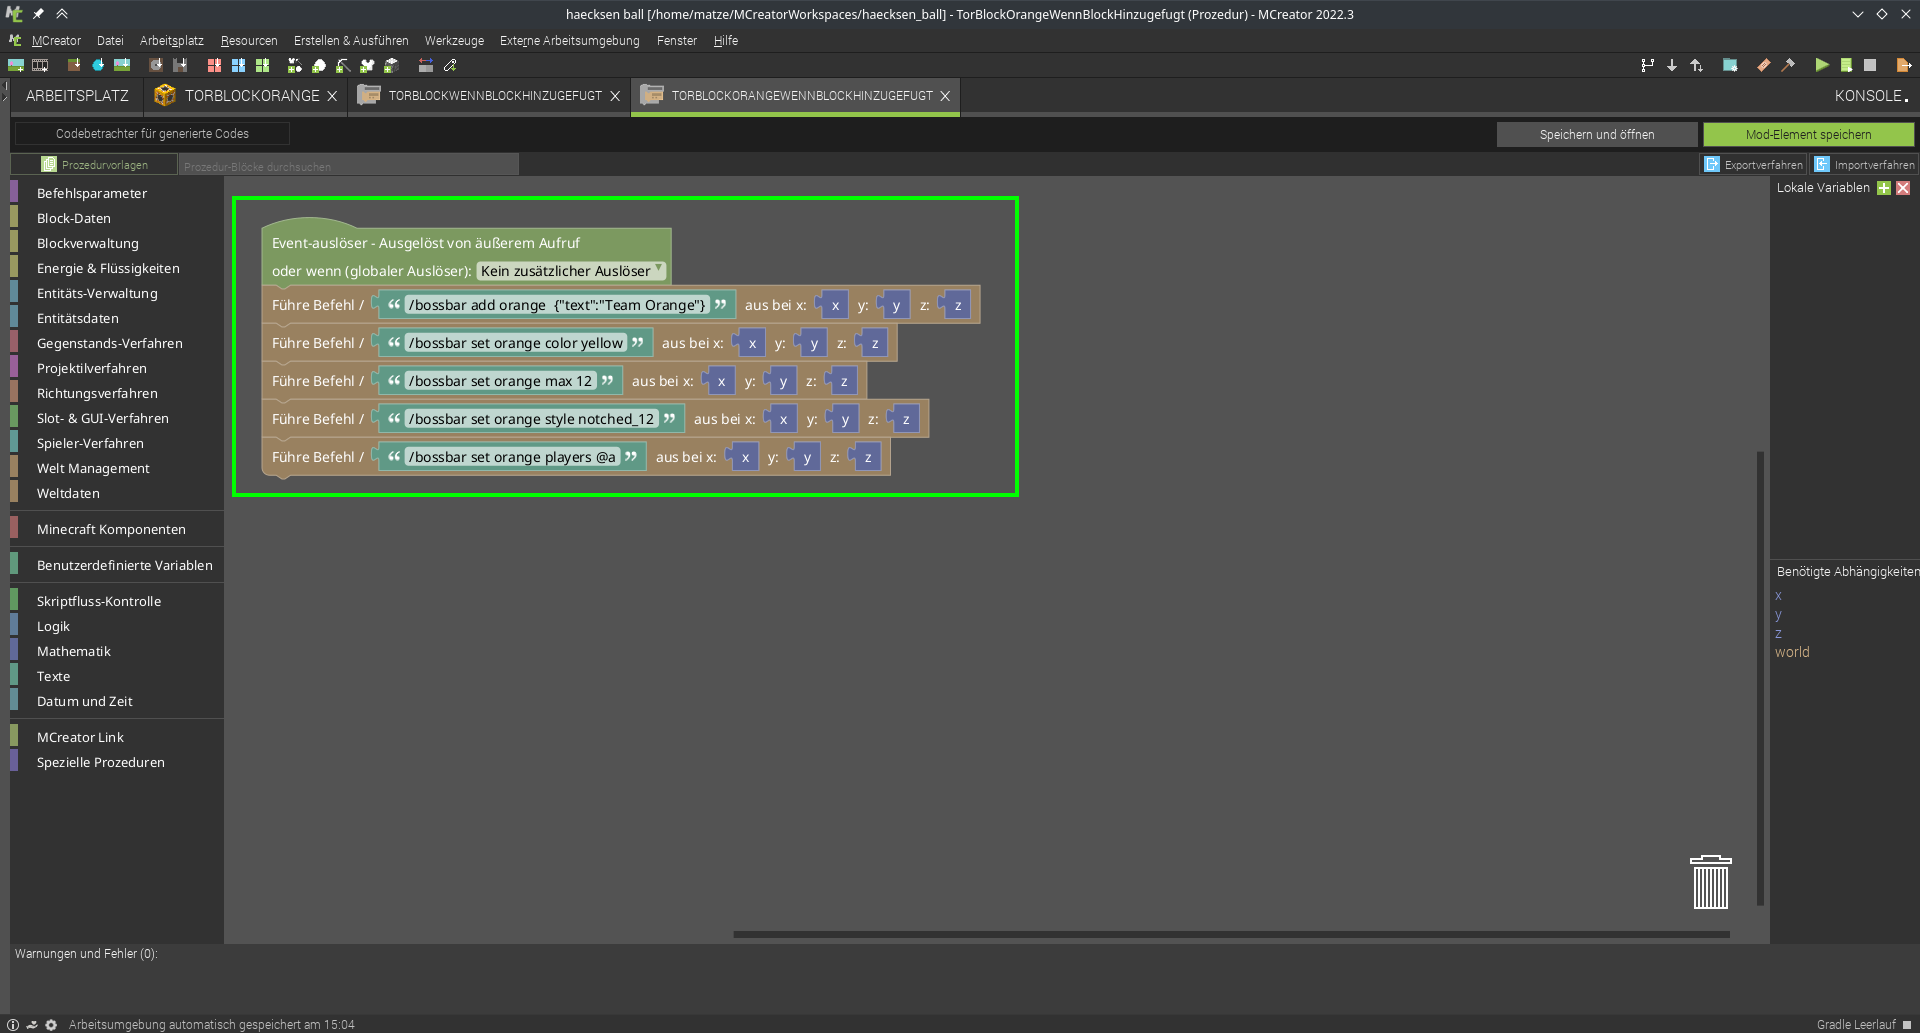 haecksen ball [/home/matze/MCreatorWorkspaces/haecksen_ball] - TorBlockOrangeWennBlockHinzugefugt (Prozedur) - MCreator 2022.3
MCreator Datei Arbeitsplatz Resourcen Erstellen & Ausführen Werkzeuge Externe Arbeitsumgebung Fenster Hilfe
ARBEITSPLATZ TORBLOCKORANGE TORBLOCKWENNBLOCKHINZUGEFUGT TORBLOCKORANGEWENNBLOCKHINZUGEFUGT KONSOLE
Codebetrachter für generierte Codes Speichern und öffnen Mod-Element speichern
Prozedurvorlagen Prozedur-Blöcke durchsuchen Exportverfahren Importverfahren
Befehlsparameter
Block-Daten
Blockverwaltung
Energie & Flüssigkeiten
Entitäts-Verwaltung
Entitätsdaten
Gegenstands-Verfahren
Projektilverfahren
Richtungsverfahren
Slot- & GUI-Verfahren
Spieler-Verfahren
Welt Management
Weltdaten
Minecraft Komponenten
Benutzerdefinierte Variablen
Skriptfluss-Kontrolle
Logik
Mathematik
Texte
Datum und Zeit
MCreator Link
Spezielle Prozeduren
Event-auslöser - Ausgelöst von äußerem Aufruf
oder wenn (globaler Auslöser): Kein zusätzlicher Auslöser
Führe Befehl / “ /bossbar add orange  {"text":"Team Orange"} ” aus bei x: x y: y z: z
Führe Befehl / “ /bossbar set orange color yellow ” aus bei x: x y: y z: z
Führe Befehl / “ /bossbar set orange max 12 ” aus bei x: x y: y z: z
Führe Befehl / “ /bossbar set orange style notched_12 ” aus bei x: x y: y z: z
Führe Befehl / “ /bossbar set orange players @a ” aus bei x: x y: y z: z
Lokale Variablen
Benötigte Abhängigkeiten
x
y
z
world
Warnungen und Fehler (0):
Arbeitsumgebung automatisch gespeichert am 15:04 Gradle Leerlauf